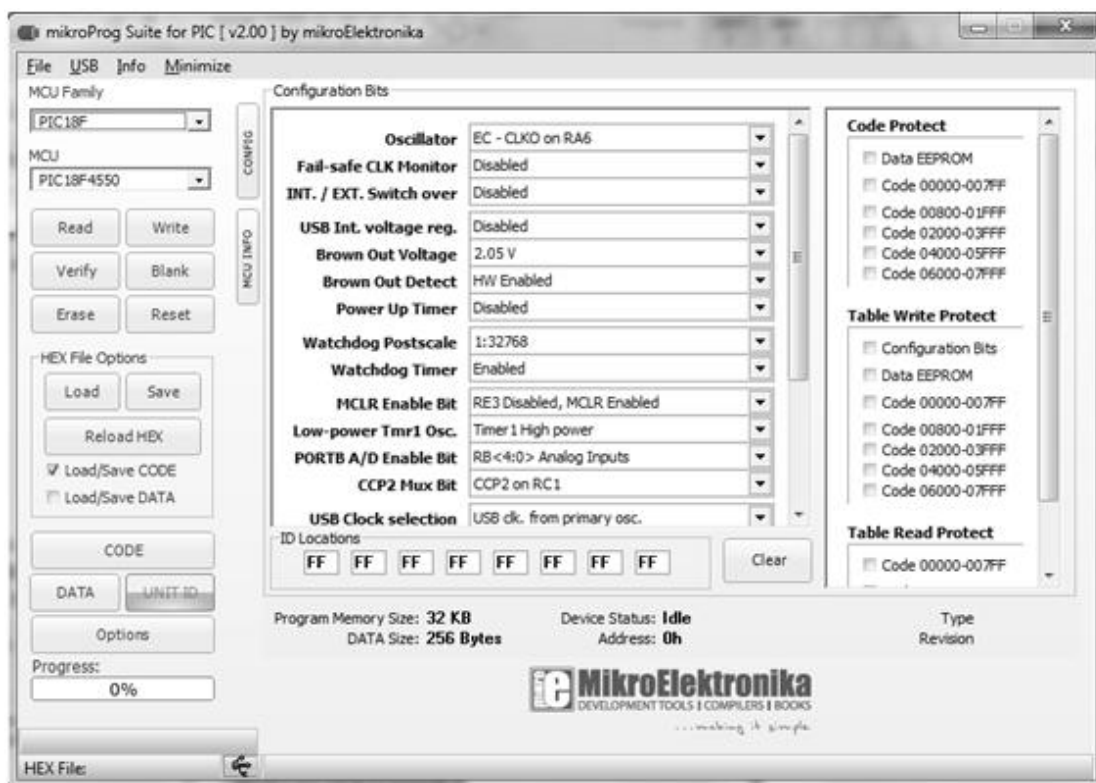 mikroProg Suite for PIC [ v2.00 ] by mikroElektronika
File USB Info Minimize
MCU Family
PIC18F
MCU
PIC18F4550
Read Write
Verify Blank
Erase Reset
HEX File Options
Load Save
Reload HEX
Load/Save CODE
Load/Save DATA
CODE
DATA UNIT ID
Options
Progress:
0%
HEX File:
CONFIG
MCU INFO
Configuration Bits
Oscillator EC - CLKO on RA6
Fail-safe CLK Monitor Disabled
INT. / EXT. Switch over Disabled
USB Int. voltage reg. Disabled
Brown Out Voltage 2.05 V
Brown Out Detect HW Enabled
Power Up Timer Disabled
Watchdog Postscale 1:32768
Watchdog Timer Enabled
MCLR Enable Bit RE3 Disabled, MCLR Enabled
Low-power Tmr1 Osc. Timer1 High power
PORTB A/D Enable Bit RB<4:0> Analog Inputs
CCP2 Mux Bit CCP2 on RC1
USB Clock selection USB clk. from primary osc.
ID Locations
FF FF FF FF FF FF FF FF
Clear
Code Protect
Data EEPROM
Code 00000-007FF
Code 00800-01FFF
Code 02000-03FFF
Code 04000-05FFF
Code 06000-07FFF
Table Write Protect
Configuration Bits
Data EEPROM
Code 00000-007FF
Code 00800-01FFF
Code 02000-03FFF
Code 04000-05FFF
Code 06000-07FFF
Table Read Protect
Code 00000-007FF
Program Memory Size: 32 KB Device Status: Idle Type
DATA Size: 256 Bytes Address: 0h Revision
MikroElektronika
DEVELOPMENT TOOLS | COMPILERS | BOOKS
...making it simple